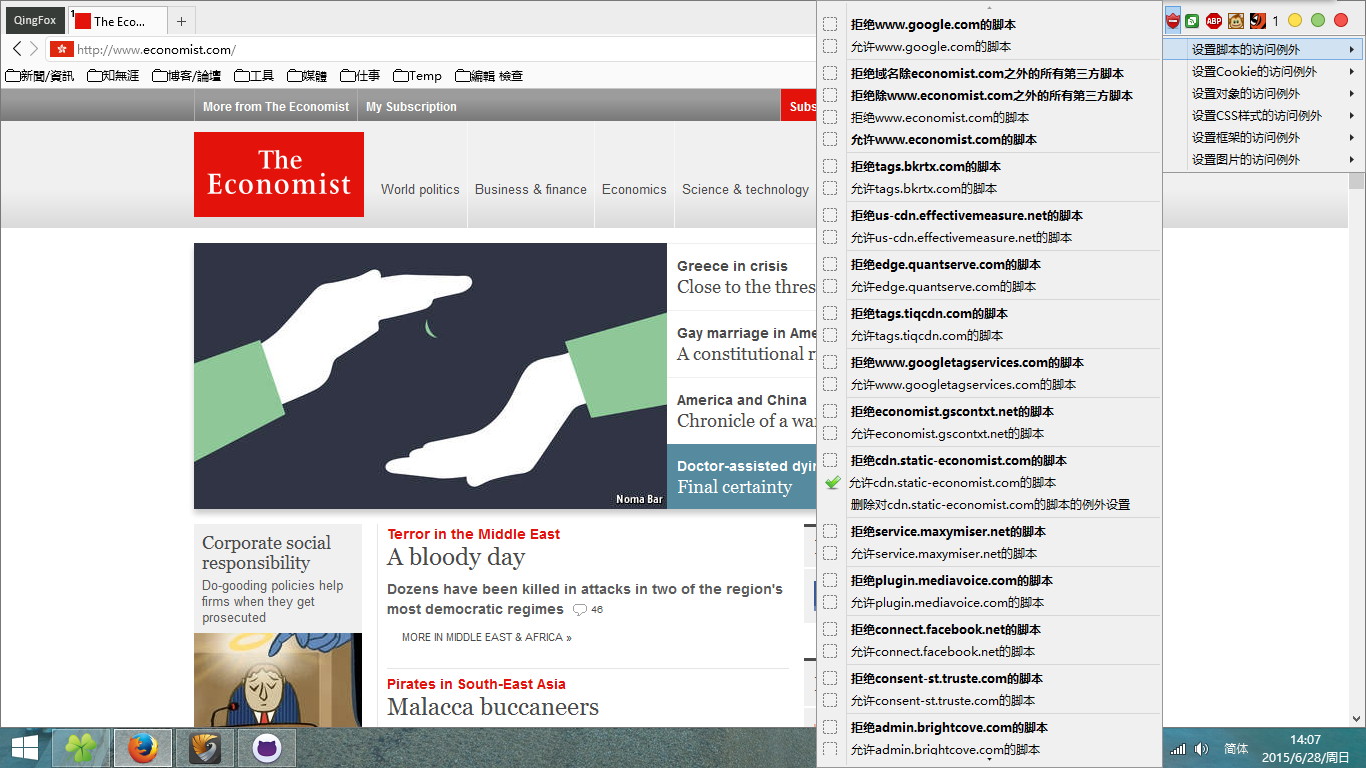 QingFox
1
The Eco...
+
http://www.economist.com/
新聞/資訊
知無涯
博客/論壇
工具
媒體
仕事
Temp
編輯 檢查
More from The Economist
My Subscription
Subs
The
Economist
World politics
Business & finance
Economics
Science & technology
Greece in crisis
Close to the thres
Gay marriage in Ame
A constitutional r
America and China
Chronicle of a wa
Doctor-assisted dyin
Final certainty
Noma Bar
Corporate social
responsibility
Do-gooding policies help
firms when they get
prosecuted
Terror in the Middle East
A bloody day
Dozens have been killed in attacks in two of the region's
most democratic regimes 46
MORE IN MIDDLE EAST & AFRICA »
Pirates in South-East Asia
Malacca buccaneers
拒绝www.google.com的脚本
允许www.google.com的脚本
拒绝域名除economist.com之外的所有第三方脚本
拒绝除www.economist.com之外的所有第三方脚本
拒绝www.economist.com的脚本
允许www.economist.com的脚本
拒绝tags.bkrtx.com的脚本
允许tags.bkrtx.com的脚本
拒绝us-cdn.effectivemeasure.net的脚本
允许us-cdn.effectivemeasure.net的脚本
拒绝edge.quantserve.com的脚本
允许edge.quantserve.com的脚本
拒绝tags.tiqcdn.com的脚本
允许tags.tiqcdn.com的脚本
拒绝www.googletagservices.com的脚本
允许www.googletagservices.com的脚本
拒绝economist.gscontxt.net的脚本
允许economist.gscontxt.net的脚本
拒绝cdn.static-economist.com的脚本
允许cdn.static-economist.com的脚本
删除对cdn.static-economist.com的脚本的例外设置
拒绝service.maxymiser.net的脚本
允许service.maxymiser.net的脚本
拒绝plugin.mediavoice.com的脚本
允许plugin.mediavoice.com的脚本
拒绝connect.facebook.net的脚本
允许connect.facebook.net的脚本
拒绝consent-st.truste.com的脚本
允许consent-st.truste.com的脚本
拒绝admin.brightcove.com的脚本
允许admin.brightcove.com的脚本
ABP
1
设置脚本的访问例外
设置Cookie的访问例外
设置对象的访问例外
设置CSS样式的访问例外
设置框架的访问例外
设置图片的访问例外
简体
14:07
2015/6/28/周日